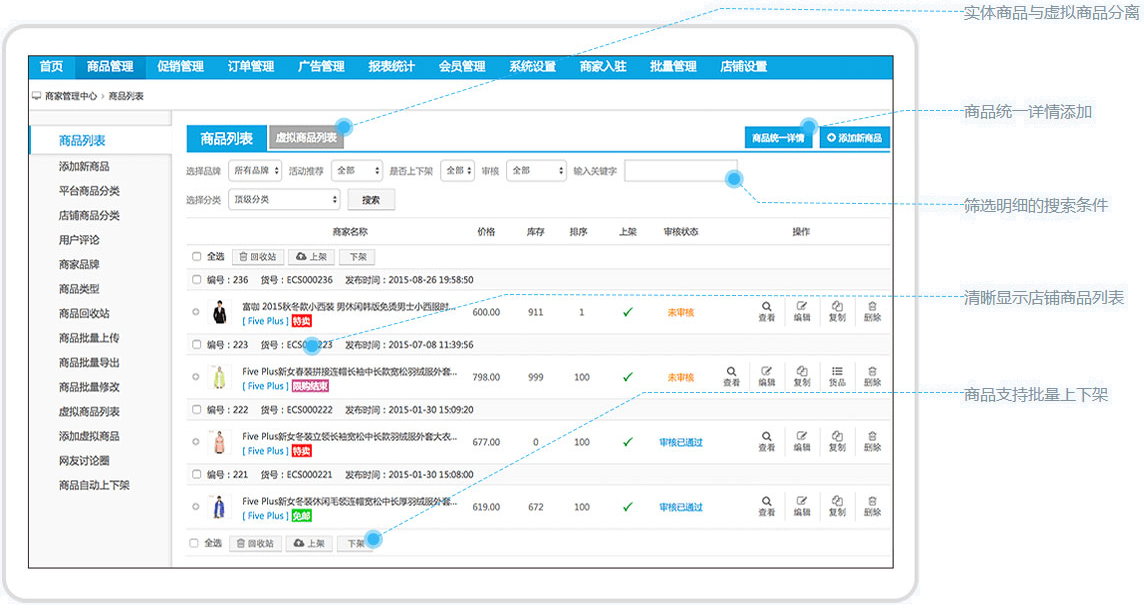 实体商品与虚拟商品分离
首页 商品管理 促销管理 订单管理 广告管理 报表统计 会员管理 系统设置 商家入驻 批量管理 店铺设置
商家管理中心 › 商品列表
商品统一详情添加
商品列表 虚拟商品列表 商品统一详情 添加新商品
商品列表
添加新商品
平台商品分类
店铺商品分类
用户评论
商家品牌
商品类型
商品回收站
商品批量上传
商品批量导出
商品批量修改
虚拟商品列表
添加虚拟商品
网友讨论圈
商品自动上下架
选择品牌 所有品牌 活动推荐 全部 是否上下架 全部 审核 全部 输入关键字
选择分类 顶级分类 搜索
筛选明细的搜索条件
商家名称 价格 库存 排序 上架 审核状态 操作
全选 回收站 上架 下架
编号：236 货号：ECS000236 发布时间：2015-08-26 19:58:50
清晰显示店铺商品列表
富咖 2015秋冬款小西装 男休闲韩版免烫男士小西服时...
[ Five Plus ] 特卖
600.00 911 1 未审核 查看 编辑 复制 删除
编号：223 发布时间：2015-07-08 11:39:56
Five Plus新女春装拼接连帽长袖中长款宽松羽绒服外套...
[ Five Plus ] 限购结束
798.00 999 100 未审核 查看 编辑 复制 货品 删除
商品支持批量上下架
编号：222 货号：ECS000222 发布时间：2015-01-30 15:09:20
Five Plus新女冬装立领长袖宽松中长款羽绒服外套大衣...
[ Five Plus ] 特卖
677.00 0 100 审核已通过 查看 编辑 复制 删除
编号：221 货号：ECS000221 发布时间：2015-01-30 15:08:00
Five Plus新女冬装休闲毛领连帽宽松中长厚羽绒服外套...
[ Five Plus ] 免邮
619.00 672 100 审核已通过 查看 编辑 复制 删除
全选 回收站 上架 下架